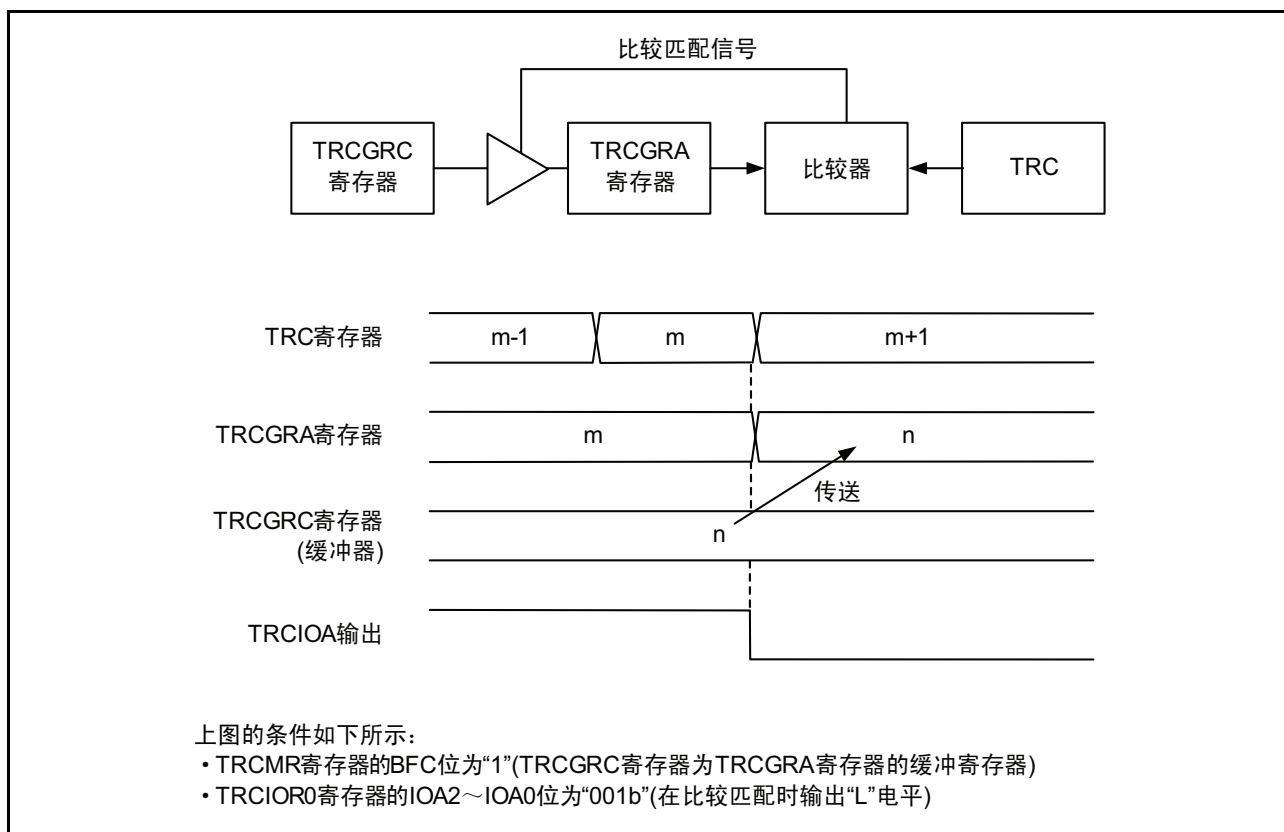 比较匹配信号
TRCGRC
寄存器
TRCGRA
寄存器
比较器
TRC
TRC寄存器
m-1
m
m+1
TRCGRA寄存器
m
n
传送
TRCGRC寄存器
(缓冲器)
n
TRCIOA输出
上图的条件如下所示：
• TRCMR寄存器的BFC位为“1”(TRCGRC寄存器为TRCGRA寄存器的缓冲寄存器)
• TRCIOR0寄存器的IOA2～IOA0位为“001b”(在比较匹配时输出“L”电平)